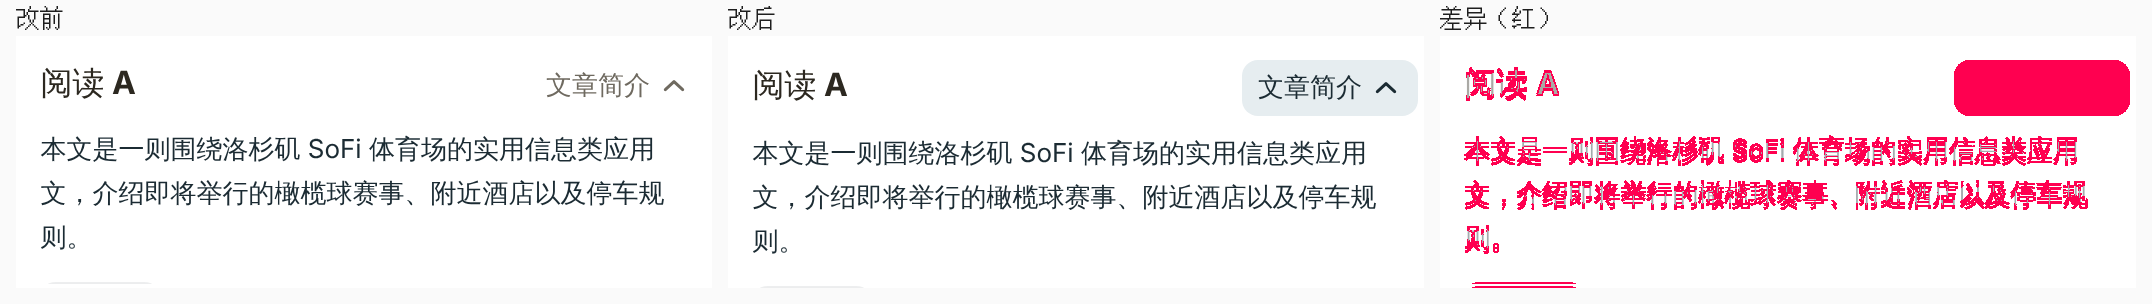 改前
阅读 A
文章简介
本文是一则围绕洛杉矶 SoFi 体育场的实用信息类应用
文，介绍即将举行的橄榄球赛事、附近酒店以及停车规
则。
改后
阅读 A
文章简介
本文是一则围绕洛杉矶 SoFi 体育场的实用信息类应用
文，介绍即将举行的橄榄球赛事、附近酒店以及停车规
则。
差异（红）
阅读 A
本文是一则围绕洛杉矶 SoFi 体育场的实用信息类应用
文，介绍即将举行的橄榄球赛事、附近酒店以及停车规
则。